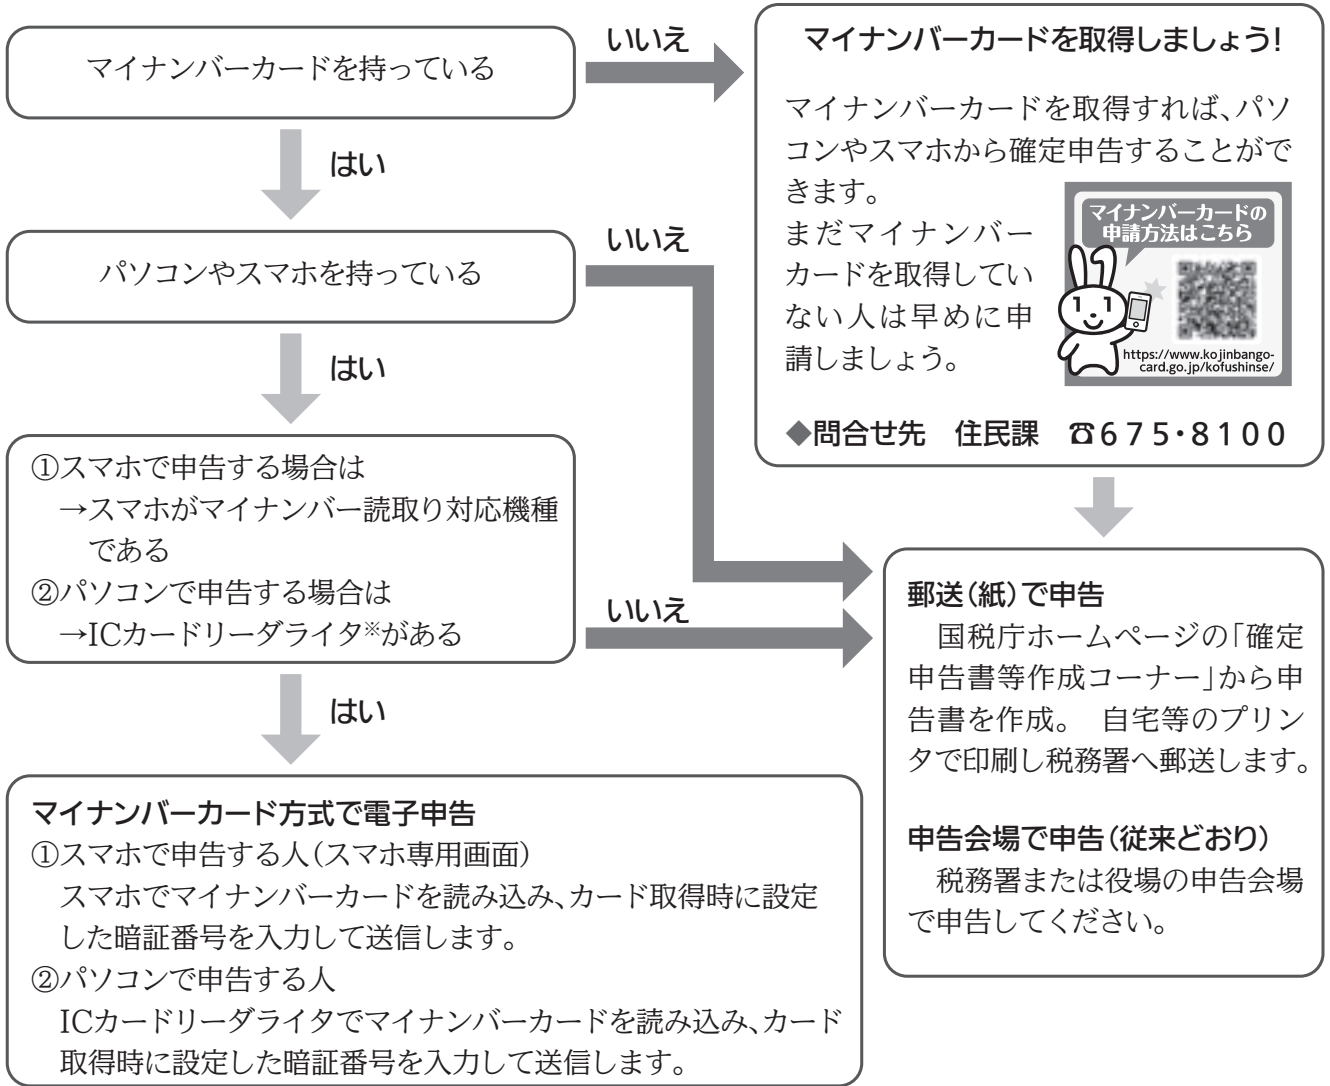 マイナンバーカードを持っている
いいえ
はい
マイナンバーカードを取得しましょう!
マイナンバーカードを取得すれば、パソ
コンやスマホから確定申告することがで
きます。
まだマイナンバー
カードを取得してい
ない人は早めに申
請しましょう。
マイナンバーカードの
申請方法はこちら
https://www.kojinbango-
card.go.jp/kofushinse/
◆問合せ先 住民課 ☎675・8100
パソコンやスマホを持っている
いいえ
はい
①スマホで申告する場合は
→スマホがマイナンバー読取り対応機種
である
②パソコンで申告する場合は
→ICカードリーダライタ※がある
いいえ
はい
郵送(紙)で申告
国税庁ホームページの「確定
申告書等作成コーナー」から申
告書を作成。 自宅等のプリン
タで印刷し税務署へ郵送します。
申告会場で申告(従来どおり)
税務署または役場の申告会場
で申告してください。
マイナンバーカード方式で電子申告
①スマホで申告する人(スマホ専用画面)
スマホでマイナンバーカードを読み込み、カード取得時に設定
した暗証番号を入力して送信します。
②パソコンで申告する人
ICカードリーダライタでマイナンバーカードを読み込み、カード
取得時に設定した暗証番号を入力して送信します。